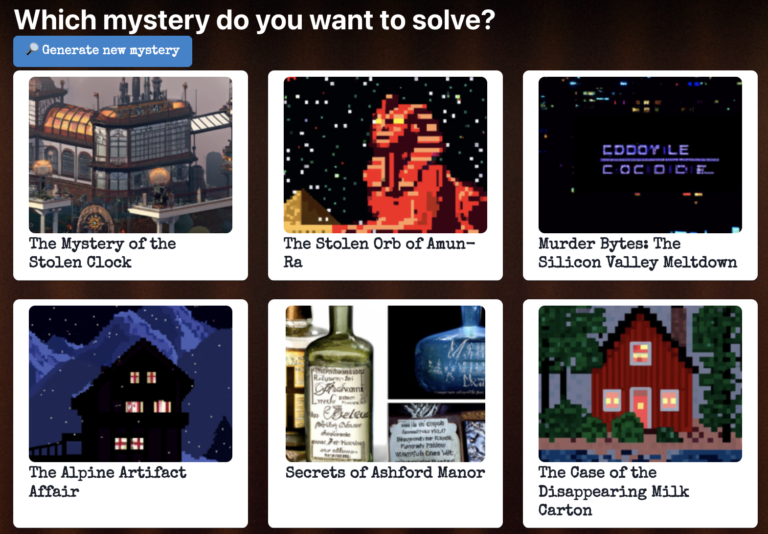 Which mystery do you want to solve?
🔎 Generate new mystery
The Mystery of the
Stolen Clock
The Stolen Orb of Amun-
Ra
Murder Bytes: The
Silicon Valley Meltdown
The Alpine Artifact
Affair
Secrets of Ashford Manor
The Case of the
Disappearing Milk
Carton